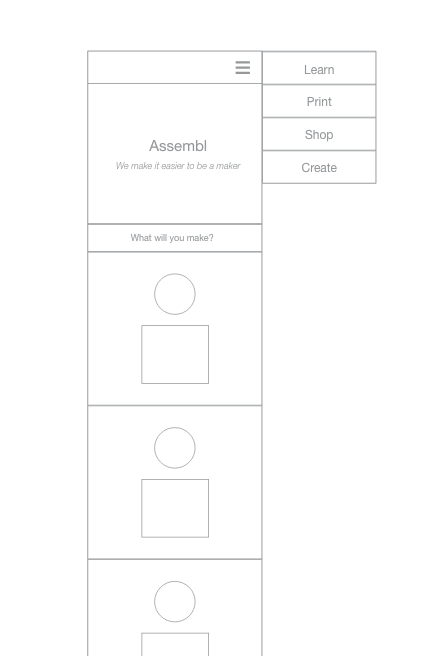 Learn
Print
Shop
Create
Assembl
We make it easier to be a maker
What will you make?